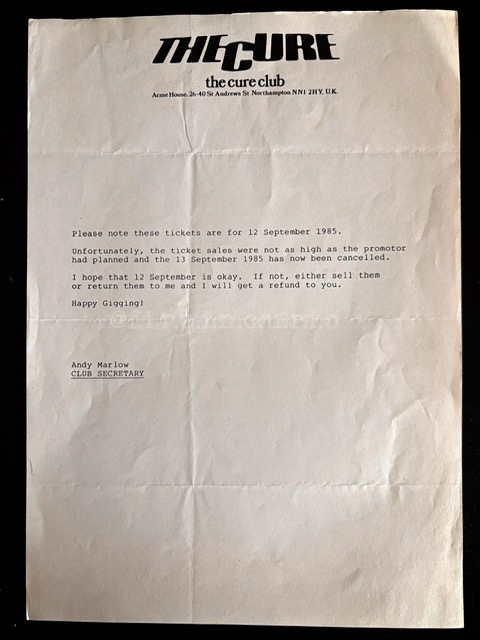 THE CURE
the cure club
Acme House, 26-40 St Andrews St Northampton NN1 2HY, U.K.
Please note these tickets are for 12 September 1985.
Unfortunately, the ticket sales were not as high as the promotor
had planned and the 13 September 1985 has now been cancelled.
I hope that 12 September is okay. If not, either sell them
or return them to me and I will get a refund to you.
Happy Gigging!
Andy Marlow
CLUB SECRETARY